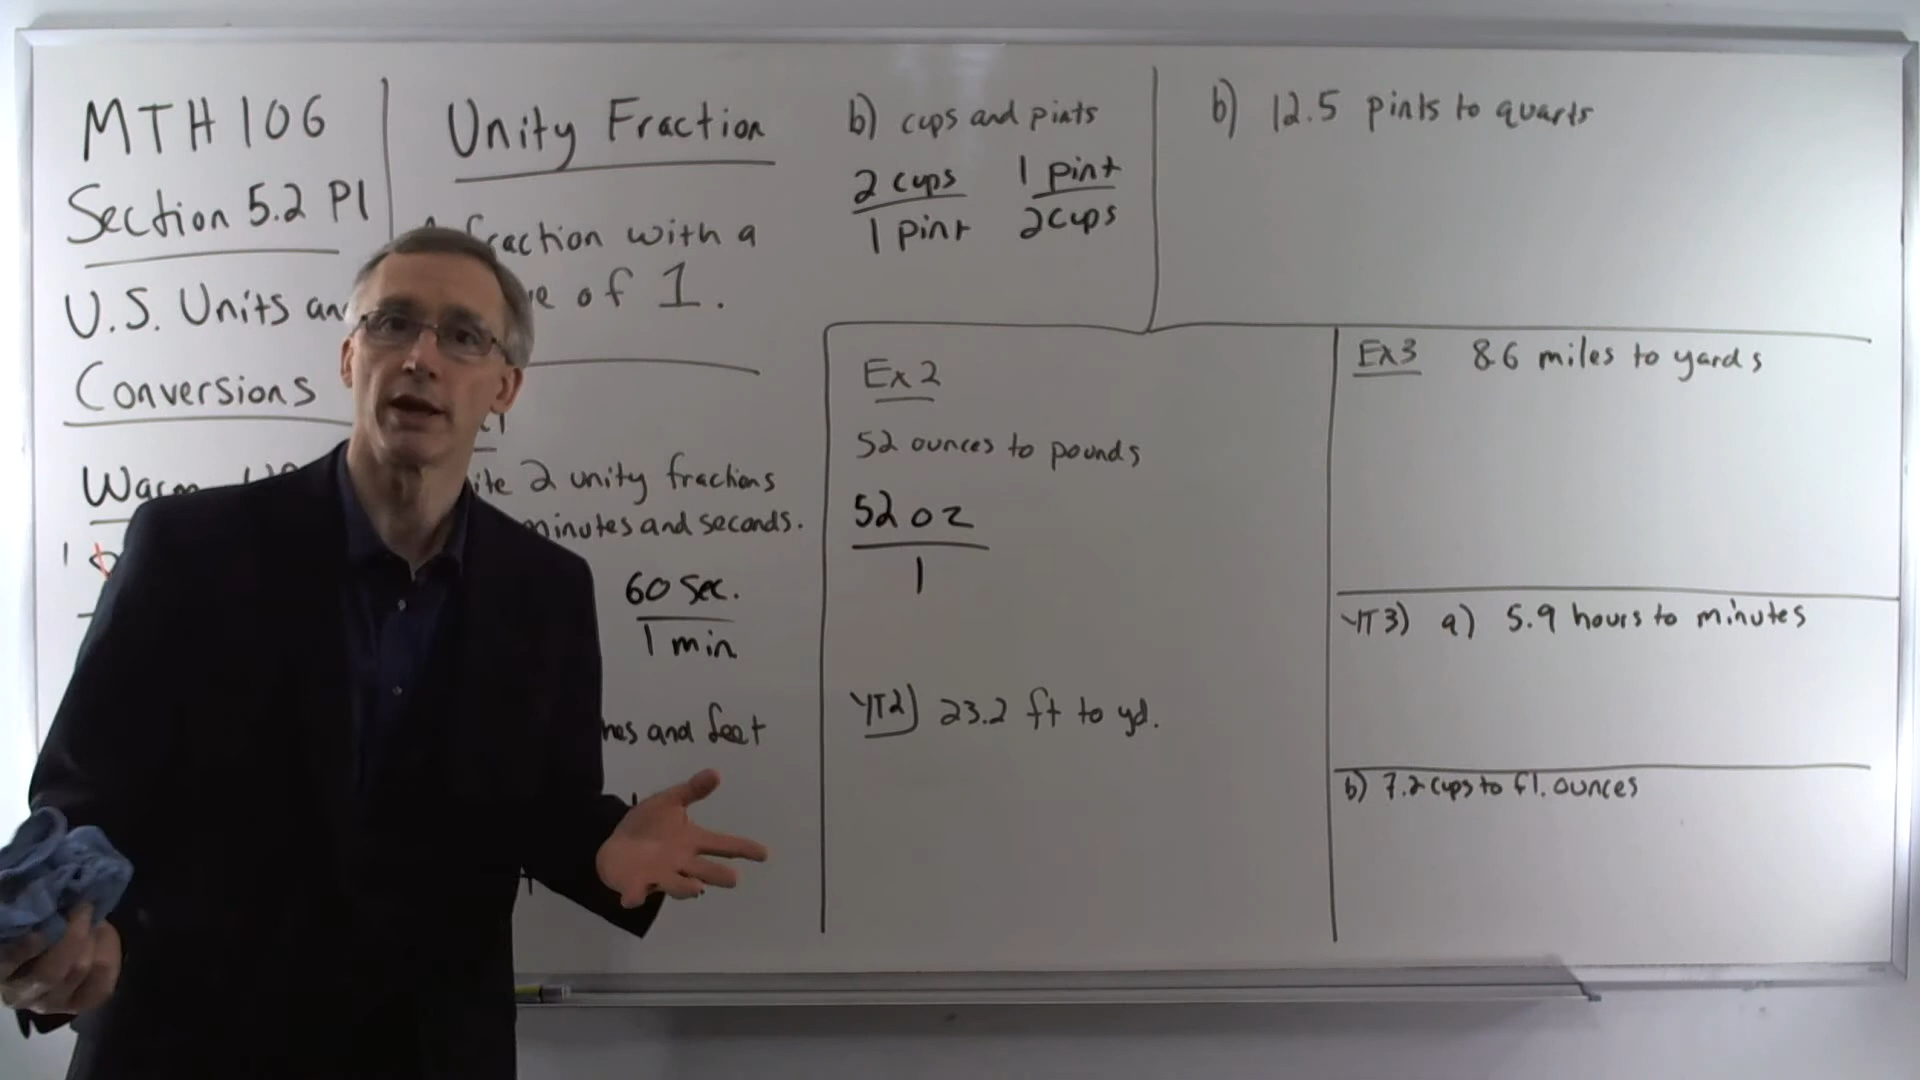 MTH 106
Section 5.2 P1
U.S. Units an
Conversions
Warm
1
Unity Fraction
fraction with a
of 1.
2 unity fractions
minutes and seconds.
60 Sec.
1 min
and feet
b) cups and pints
2 cups 1 pint
1 pint 2 cups
Ex 2
52 ounces to pounds
52 oz
1
YT2) 23.2 ft to yd.
b) 12.5 pints to quarts
Ex3 8.6 miles to yards
YT3) a) 5.9 hours to minutes
b) 7.2 cups to fl. ounces